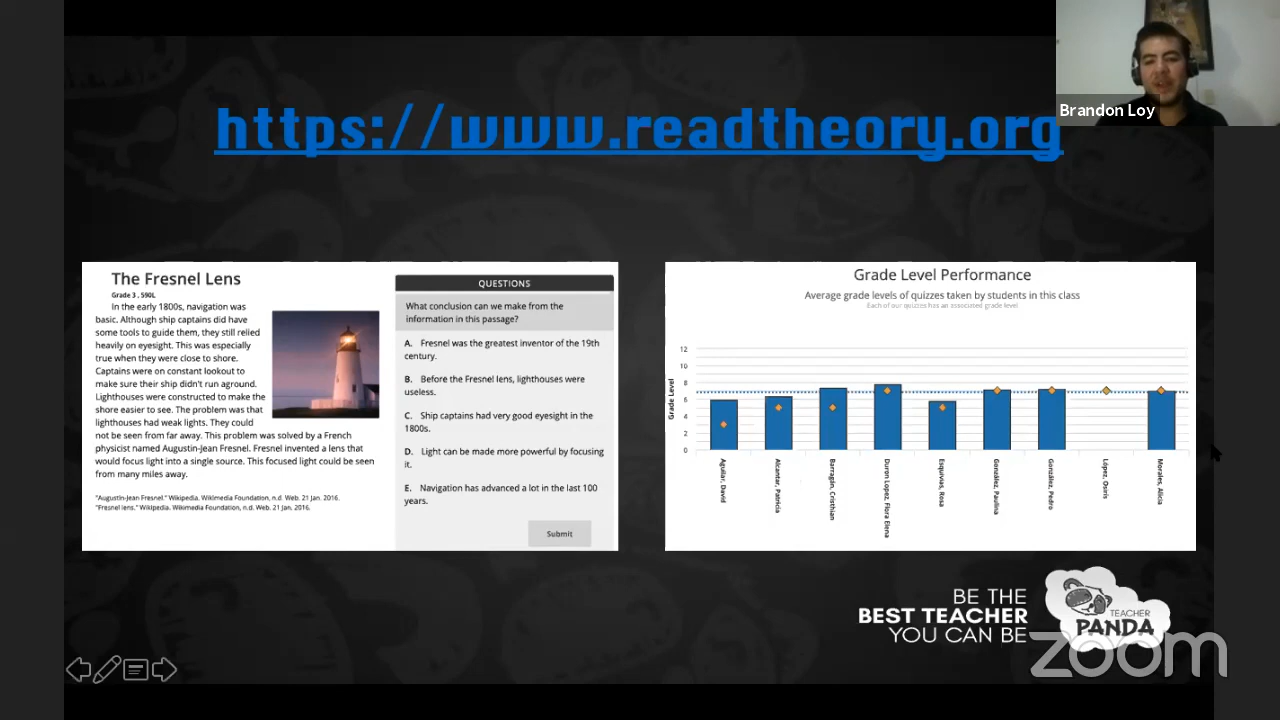 Brandon Loy
https://www.readtheory.org
The Fresnel Lens
Grade 3 , 590L
In the early 1800s, navigation was
basic. Although ship captains did have
some tools to guide them, they still relied
heavily on eyesight. This was especially
true when they were close to shore.
Captains were on constant lookout to
make sure their ship didn't run aground.
Lighthouses were constructed to make the
shore easier to see. The problem was that
lighthouses had weak lights. They could
not be seen from far away. This problem was solved by a French
physicist named Augustin-Jean Fresnel. Fresnel invented a lens that
would focus light into a single source. This focused light could be seen
from many miles away.
"Augustin-Jean Fresnel." Wikipedia. Wikimedia Foundation, n.d. Web. 21 Jan. 2016.
"Fresnel lens." Wikipedia. Wikimedia Foundation, n.d. Web. 21 Jan. 2016.
QUESTIONS
What conclusion can we make from the
information in this passage?
A. Fresnel was the greatest inventor of the 19th
century.
B. Before the Fresnel lens, lighthouses were
useless.
C. Ship captains had very good eyesight in the
1800s.
D. Light can be made more powerful by focusing
it.
E. Navigation has advanced a lot in the last 100
years.
Submit
Grade Level Performance
Average grade levels of quizzes taken by students in this class
Each of our quizzes has an associated grade level
Grade Level
12
10
8
6
4
2
0
Aguilar, David
Alcantar, Patricia
Barragán, Cristhian
Duron Lopez, Flora Elena
Esquivias, Rosa
González, Paulina
González, Pedro
López, Osiris
Morales, Alicia
BE THE
BEST TEACHER
YOU CAN BE
TEACHER
PANDA
zoom